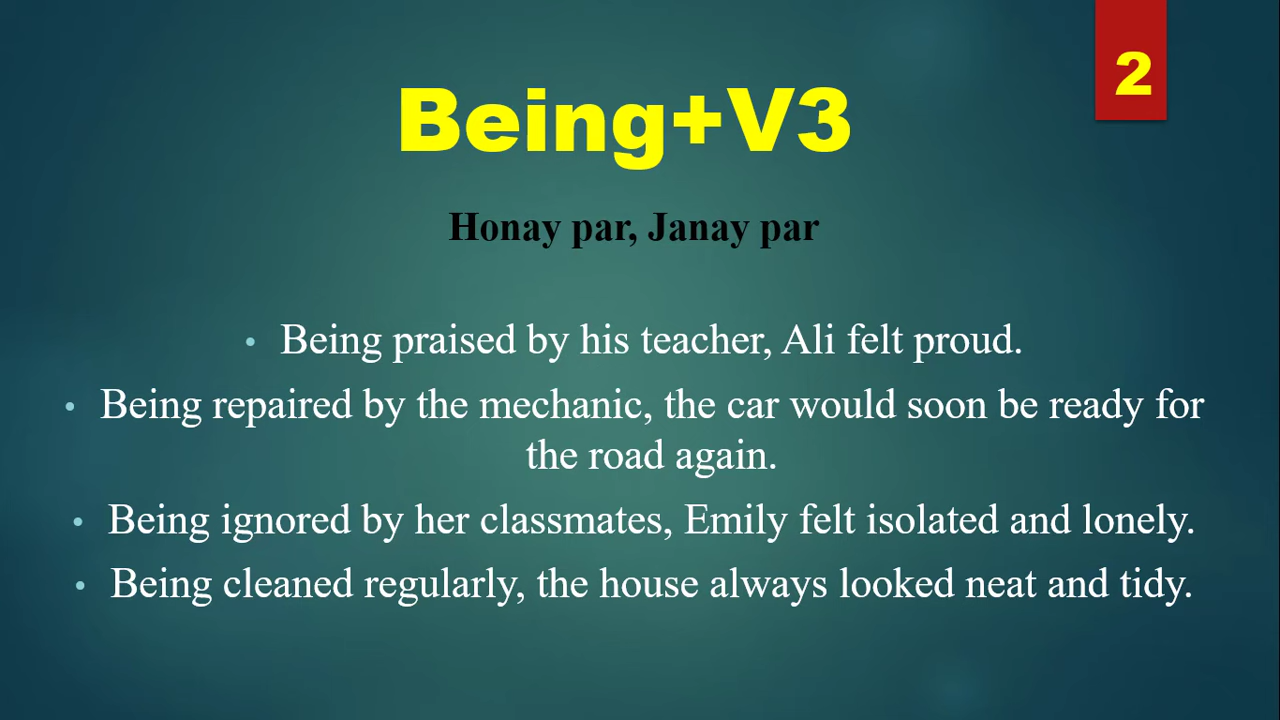 2
Being+V3
Honay par, Janay par
• Being praised by his teacher, Ali felt proud.
• Being repaired by the mechanic, the car would soon be ready for
the road again.
• Being ignored by her classmates, Emily felt isolated and lonely.
• Being cleaned regularly, the house always looked neat and tidy.